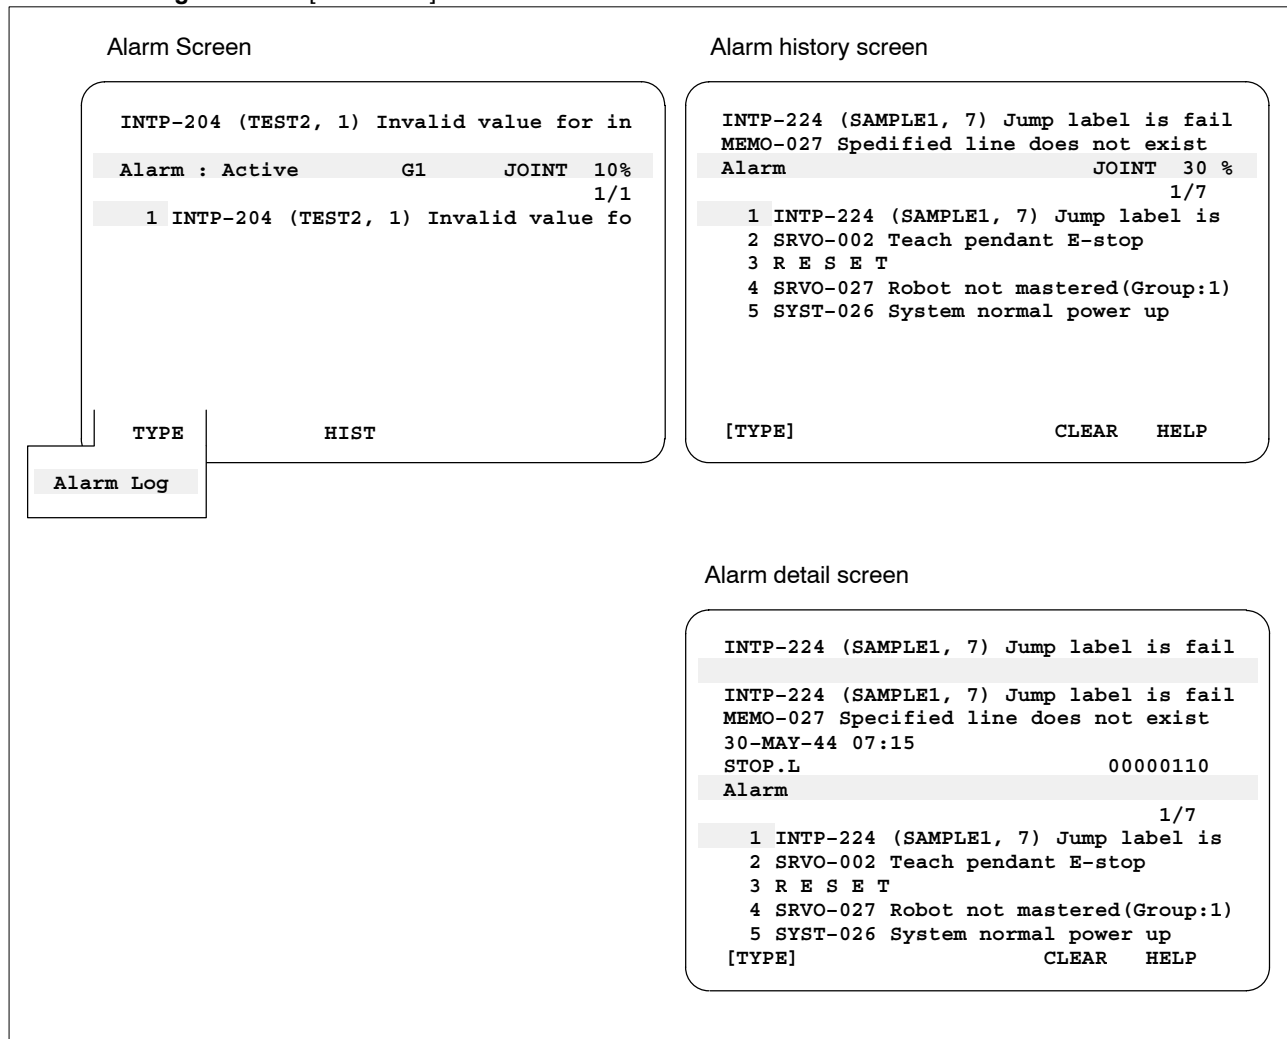 Alarm Screen
INTP-204 (TEST2, 1) Invalid value for in
Alarm : Active G1 JOINT 10%
1/1
1 INTP-204 (TEST2, 1) Invalid value fo
TYPE HIST
Alarm Log
Alarm history screen
INTP-224 (SAMPLE1, 7) Jump label is fail
MEMO-027 Spedified line does not exist
Alarm JOINT 30 %
1/7
1 INTP-224 (SAMPLE1, 7) Jump label is
2 SRVO-002 Teach pendant E-stop
3 R E S E T
4 SRVO-027 Robot not mastered(Group:1)
5 SYST-026 System normal power up
[TYPE] CLEAR HELP
Alarm detail screen
INTP-224 (SAMPLE1, 7) Jump label is fail
INTP-224 (SAMPLE1, 7) Jump label is fail
MEMO-027 Specified line does not exist
30-MAY-44 07:15
STOP.L 00000110
Alarm
1/7
1 INTP-224 (SAMPLE1, 7) Jump label is
2 SRVO-002 Teach pendant E-stop
3 R E S E T
4 SRVO-027 Robot not mastered(Group:1)
5 SYST-026 System normal power up
[TYPE] CLEAR HELP